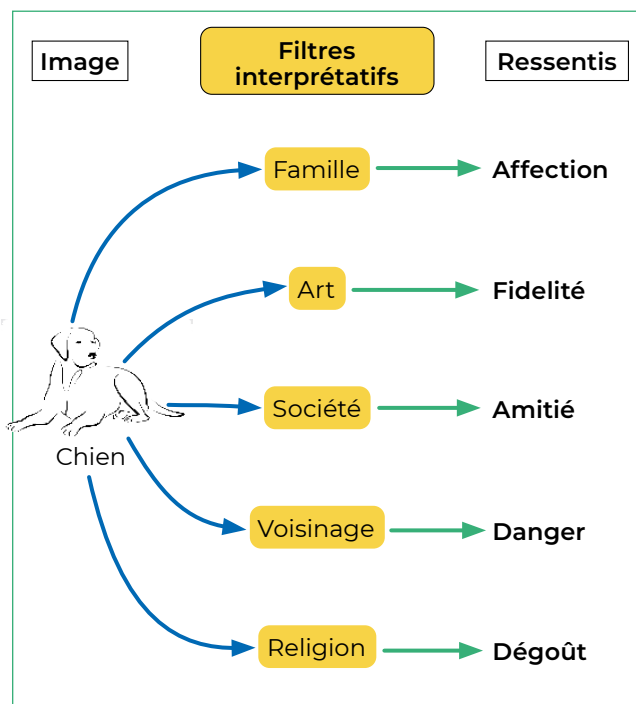 Image
Filtres
interprétatifs
Ressentis
Famille
Affection
Art
Fidelité
Société
Amitié
Chien
Voisinage
Danger
Religion
Dégoût